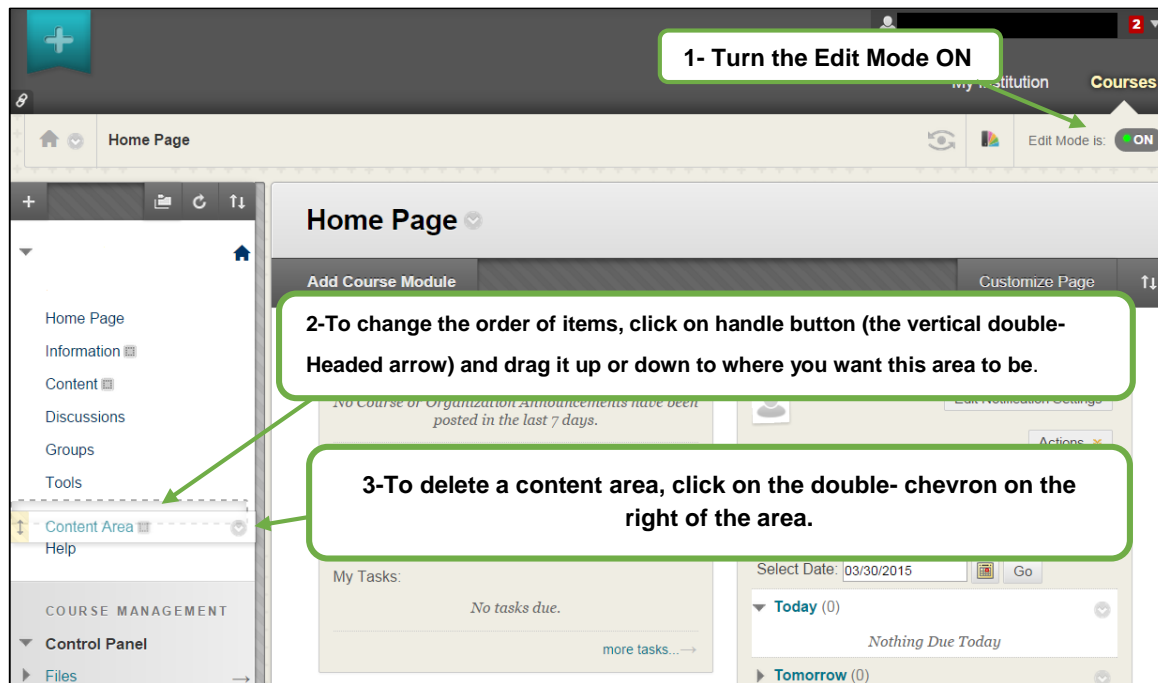 2
1- Turn the Edit Mode ON
Courses
Home Page
Edit Mode is:
ON
Home Page
Add Course Module
Customize Page
Home Page
Information
Content
Discussions
Groups
Tools
Content Area
Help
2-To change the order of items, click on handle button (the vertical double-
Headed arrow) and drag it up or down to where you want this area to be.
No Course or Organization Announcements have been
posted in the last 7 days.
Edit Notification Settings
Actions
3-To delete a content area, click on the double- chevron on the
right of the area.
My Tasks:
No tasks due.
more tasks...→
Select Date: 03/30/2015
Go
Today (0)
Nothing Due Today
Tomorrow (0)
COURSE MANAGEMENT
Control Panel
Files